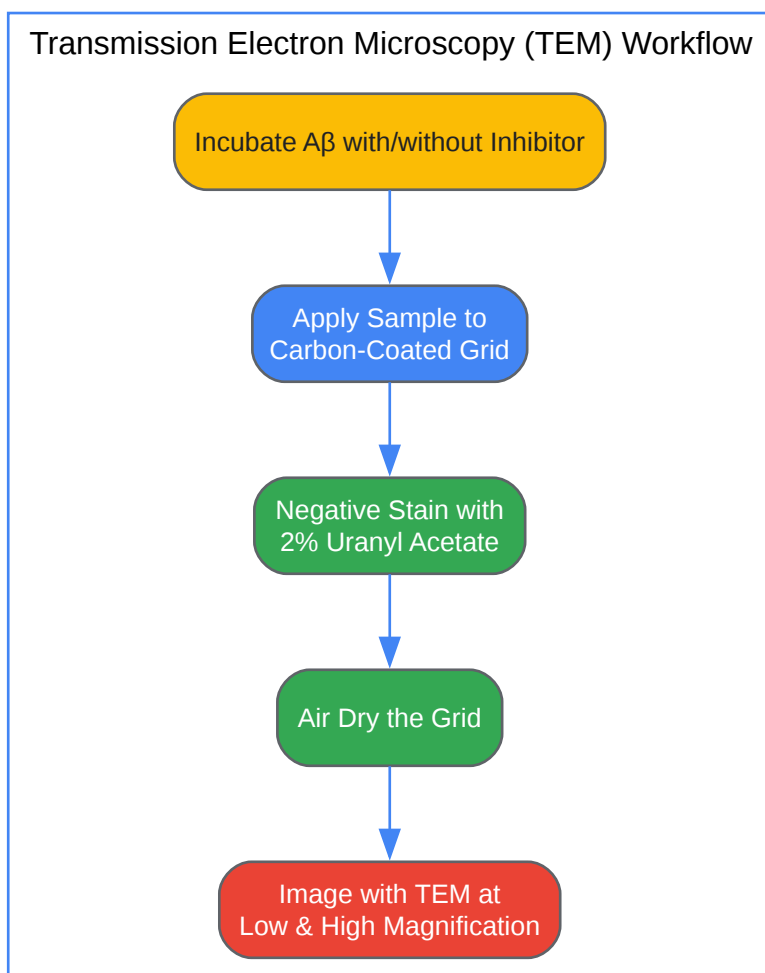 Transmission Electron Microscopy (TEM) Workflow
Incubate Aβ with/without Inhibitor
Apply Sample to
Carbon-Coated Grid
Negative Stain with
2% Uranyl Acetate
Air Dry the Grid
Image with TEM at
Low & High Magnification